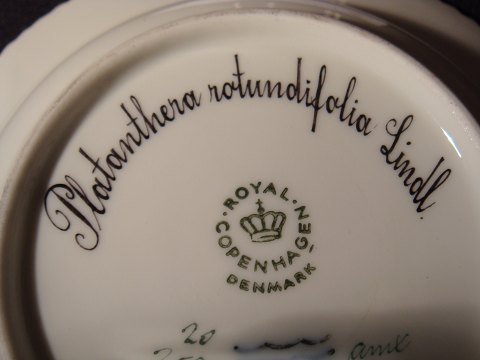 Platanthera rotundifolia Lindl.
ROYAL
COPENHAGEN
DENMARK
20